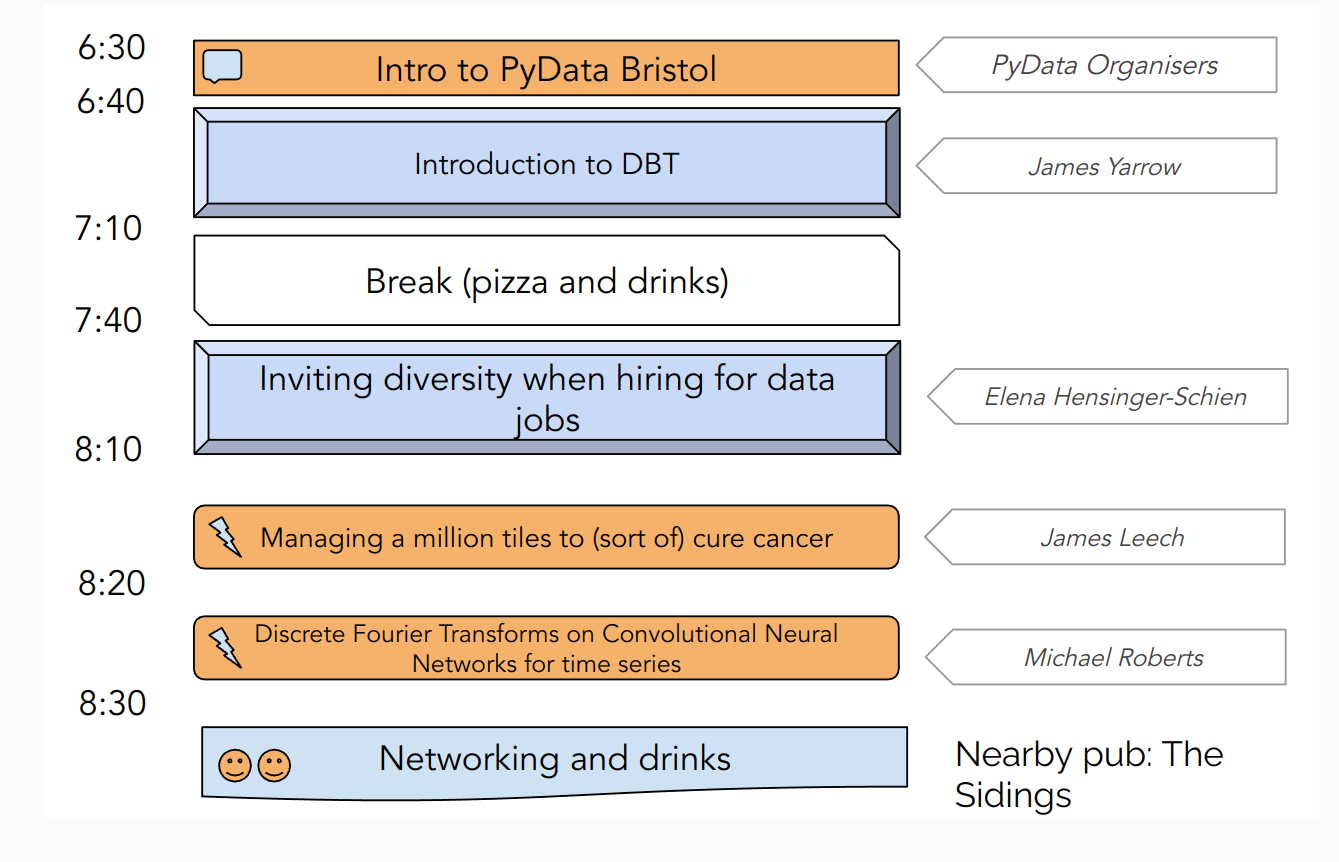 6:30
Intro to PyData Bristol
PyData Organisers
6:40
Introduction to DBT
James Yarrow
7:10
Break (pizza and drinks)
7:40
Inviting diversity when hiring for data
jobs
Elena Hensinger-Schien
8:10
Managing a million tiles to (sort of) cure cancer
James Leech
8:20
Discrete Fourier Transforms on Convolutional Neural
Networks for time series
Michael Roberts
8:30
Networking and drinks
Nearby pub: The
Sidings